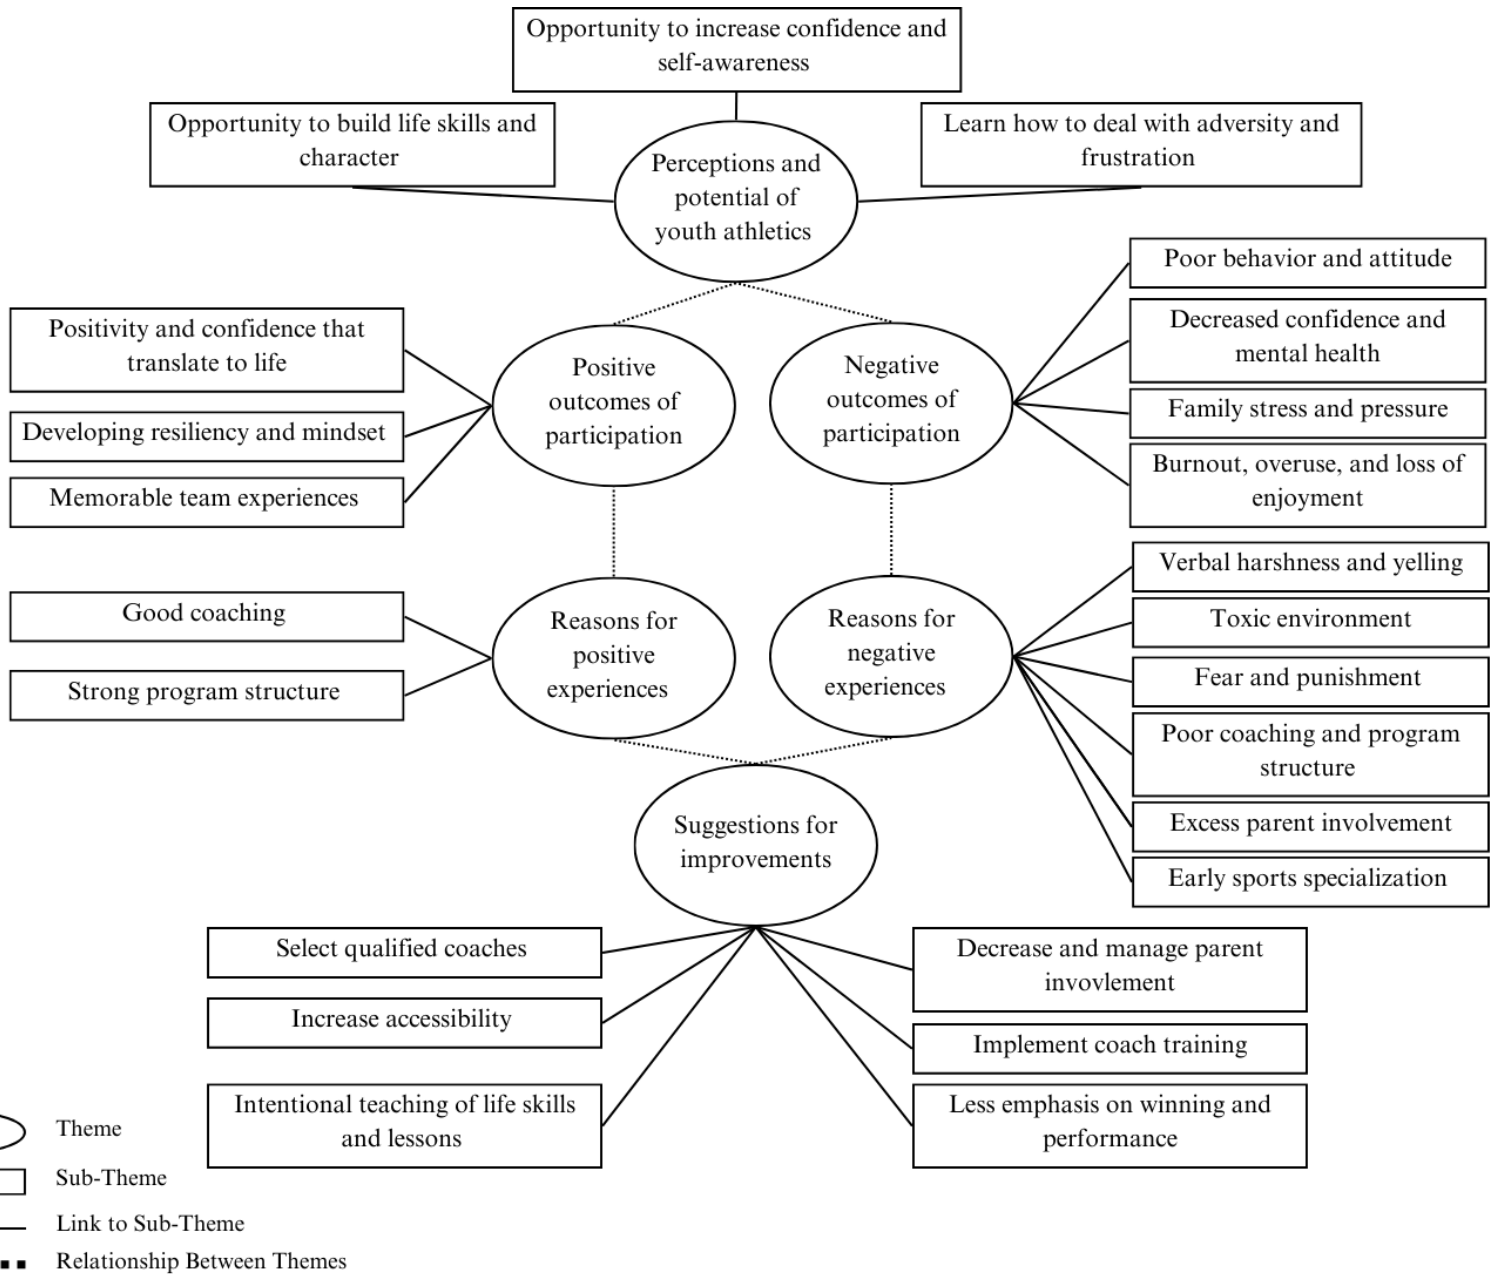 Opportunity to increase confidence and
self-awareness
Opportunity to build life skills and
character
Learn how to deal with adversity and
frustration
Perceptions and
potential of
youth athletics
Poor behavior and attitude
Decreased confidence and
mental health
Family stress and pressure
Burnout, overuse, and loss of
enjoyment
Positivity and confidence that
translate to life
Developing resiliency and mindset
Memorable team experiences
Positive
outcomes of
participation
Negative
outcomes of
participation
Good coaching
Strong program structure
Reasons for
positive
experiences
Reasons for
negative
experiences
Verbal harshness and yelling
Toxic environment
Fear and punishment
Poor coaching and program
structure
Excess parent involvement
Early sports specialization
Suggestions for
improvements
Select qualified coaches
Increase accessibility
Intentional teaching of life skills
and lessons
Decrease and manage parent
invovlement
Implement coach training
Less emphasis on winning and
performance
Theme
Sub-Theme
Link to Sub-Theme
Relationship Between Themes